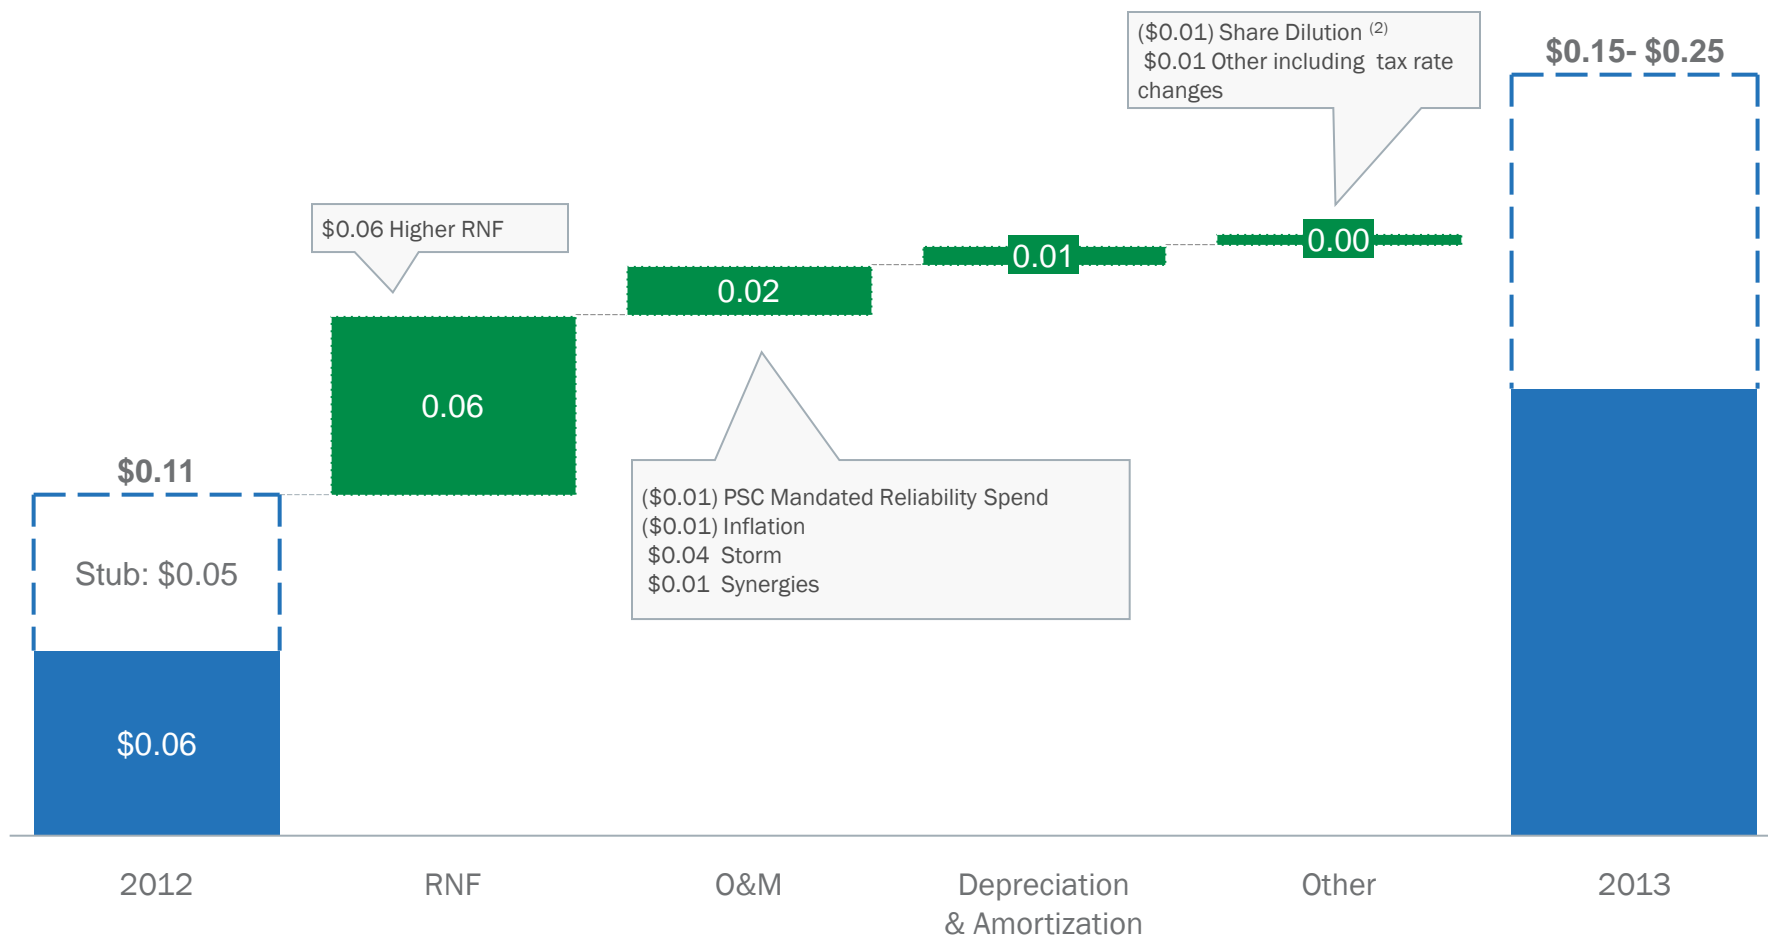 ($0.01) Share Dilution (2)
$0.01 Other including tax rate
changes
$0.15- $0.25
$0.06 Higher RNF
0.00
0.01
0.02
0.06
$0.11
($0.01) PSC Mandated Reliability Spend
($0.01) Inflation
$0.04 Storm
$0.01 Synergies
Stub: $0.05
$0.06
2012
RNF
O&M
Depreciation
& Amortization
Other
2013